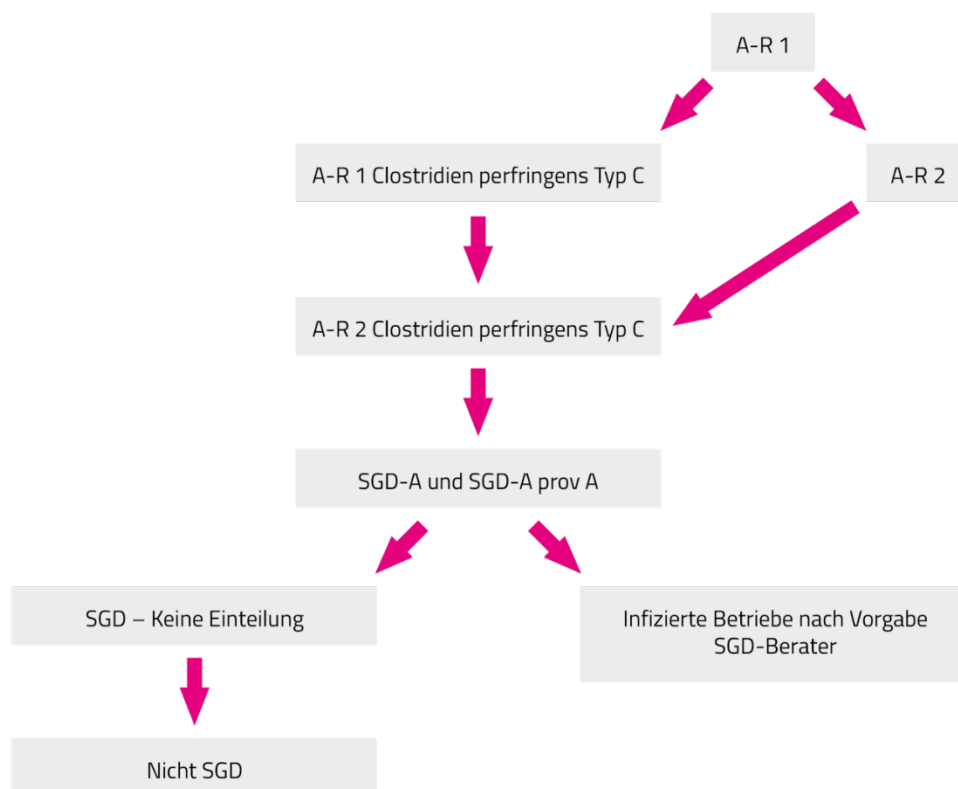 A-R 1
A-R 1 Clostridien perfringens Typ C
A-R 2
A-R 2 Clostridien perfringens Typ C
SGD-A und SGD-A prov A
SGD – Keine Einteilung
Infizierte Betriebe nach Vorgabe
SGD-Berater
Nicht SGD